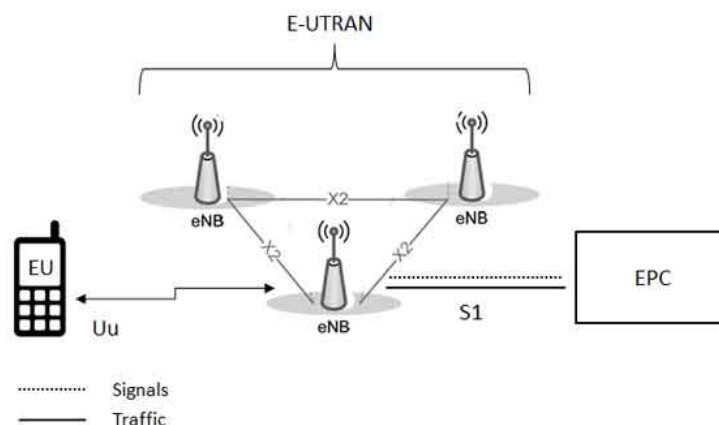 E-UTRAN
X2
eNB
eNB
X2
X2
EU
EPC
Uu
eNB
S1
Signals
Traffic